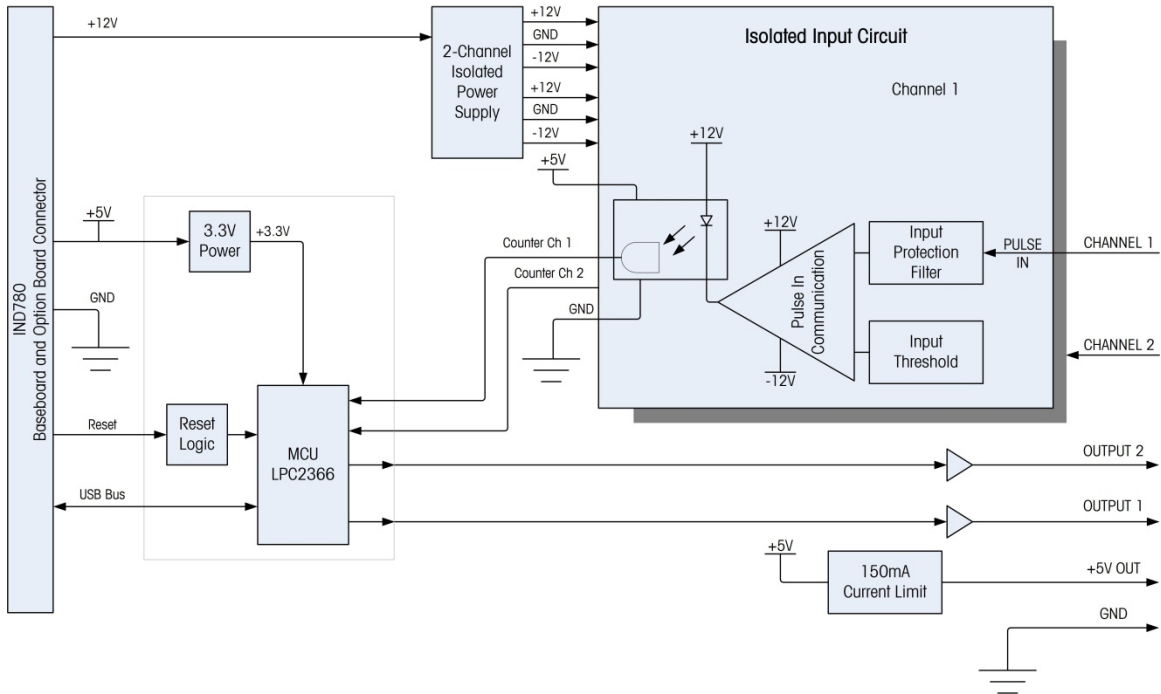 +12V
2-Channel
Isolated
Power
Supply
+12V
GND
-12V
+12V
GND
-12V
Isolated Input Circuit
Channel 1
+12V
+5V
IND780
Baseboard and Option Board Connector
+5V
3.3V
Power
+3.3V
Counter Ch 1
Counter Ch 2
GND
+12V
Pulse In
Communication
-12V
Input
Protection
Filter
PULSE
IN
CHANNEL 1
Input
Threshold
CHANNEL 2
GND
Reset
Reset
Logic
MCU
LPC2366
USB Bus
OUTPUT 2
OUTPUT 1
+5V
150mA
Current Limit
+5V OUT
GND